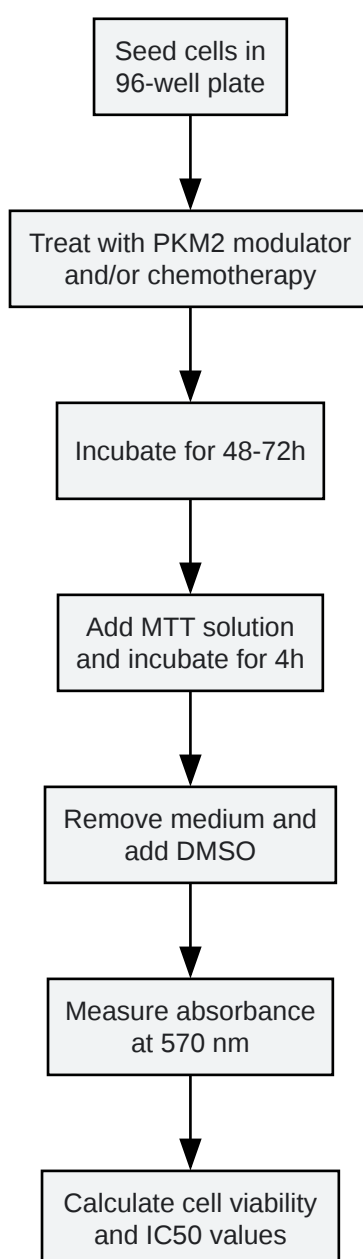 Seed cells in
96-well plate
Treat with PKM2 modulator
and/or chemotherapy
Incubate for 48-72h
Add MTT solution
and incubate for 4h
Remove medium and
add DMSO
Measure absorbance
at 570 nm
Calculate cell viability
and IC50 values